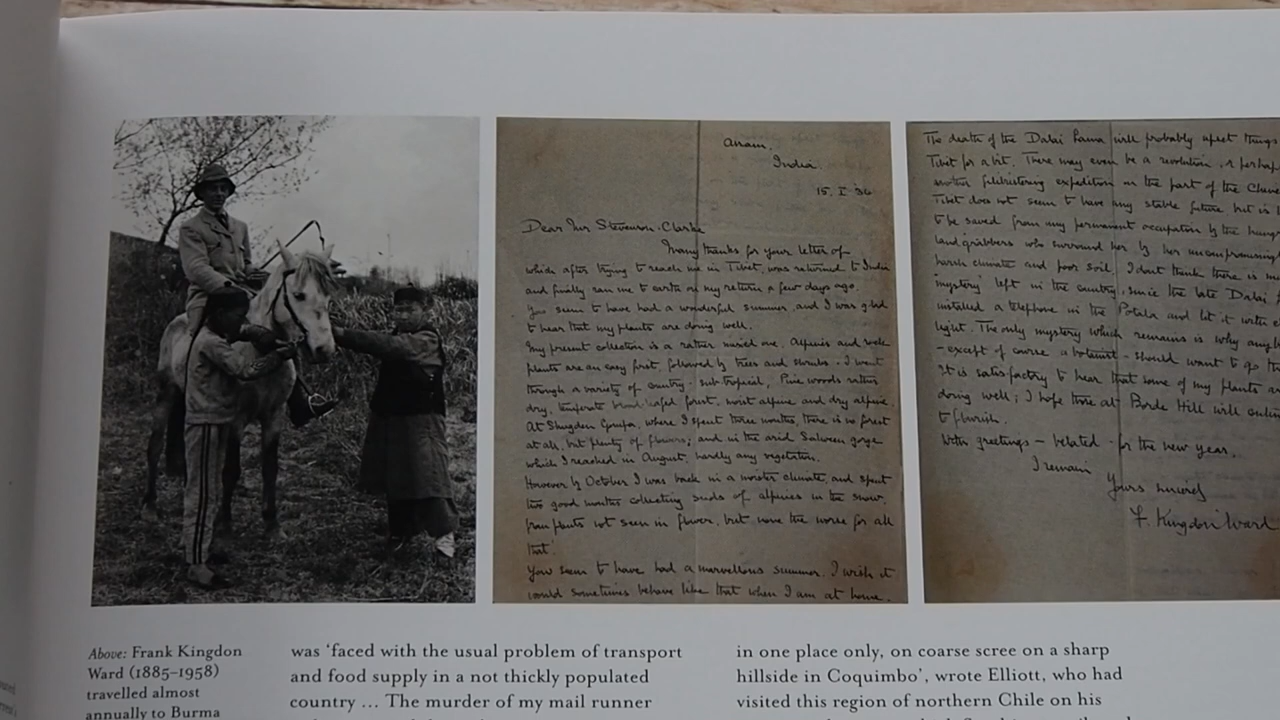 Assam,
India.
15. I '34
Dear Mr Stevenson-Clarke
Many thanks for your letter of
which after trying to reach me in Tibet, was returned to India
and finally ran me to earth on my return a few days ago.
You seem to have had a wonderful summer, and I was glad
to hear that my plants are doing well.
My present collection is a rather mixed one. Alpines and rock
plants are an easy first, followed by trees and shrubs. I went
through a variety of country: sub-tropical, Pine woods rather
dry, temperate broad-leafed forest, moist alpine and dry alpine.
At Shugden Gompa, where I spent three months, there is no forest
at all, but plenty of flowers; and in the arid Salween gorge
which I reached in August, hardly any vegetation.
However by October I was back in a moister climate, and spent
two good months collecting seeds of alpines in the snow,
from plants not seen in flower, but none the worse for all
that.
You seem to have had a marvellous summer. I wish it
would sometimes behave like that when I am at home.
The death of the Dalai Lama will probably upset things
Tibet for a bit. There may even be a revolution, or perhaps
another filibustering expedition on the part of the Chine
Tibet does not seem to have any stable future but is l
to be saved from any permanent occupation by the hungr
land-grabbers who surround her by her uncompromising
harsh climate and poor soil. I don't think there is m
'mystery' left in the country, since the late Dalai
installed a telephone in the Potala and lit it with e
light. The only mystery which remains is why anyb
- except of course a botanist - should want to go th
It is satisfactory to hear that some of my plants a
doing well; I hope those at Borde Hill will contin
to flourish.
With greetings - belated - for the new year,
I remain
Yours sincerely
F. Kingdon Ward
Above: Frank Kingdon
Ward (1885–1958)
travelled almost
annually to Burma
was ‘faced with the usual problem of transport
and food supply in a not thickly populated
country ... The murder of my mail runner
in one place only, on coarse scree on a sharp
hillside in Coquimbo’, wrote Elliott, who had
visited this region of northern Chile on his